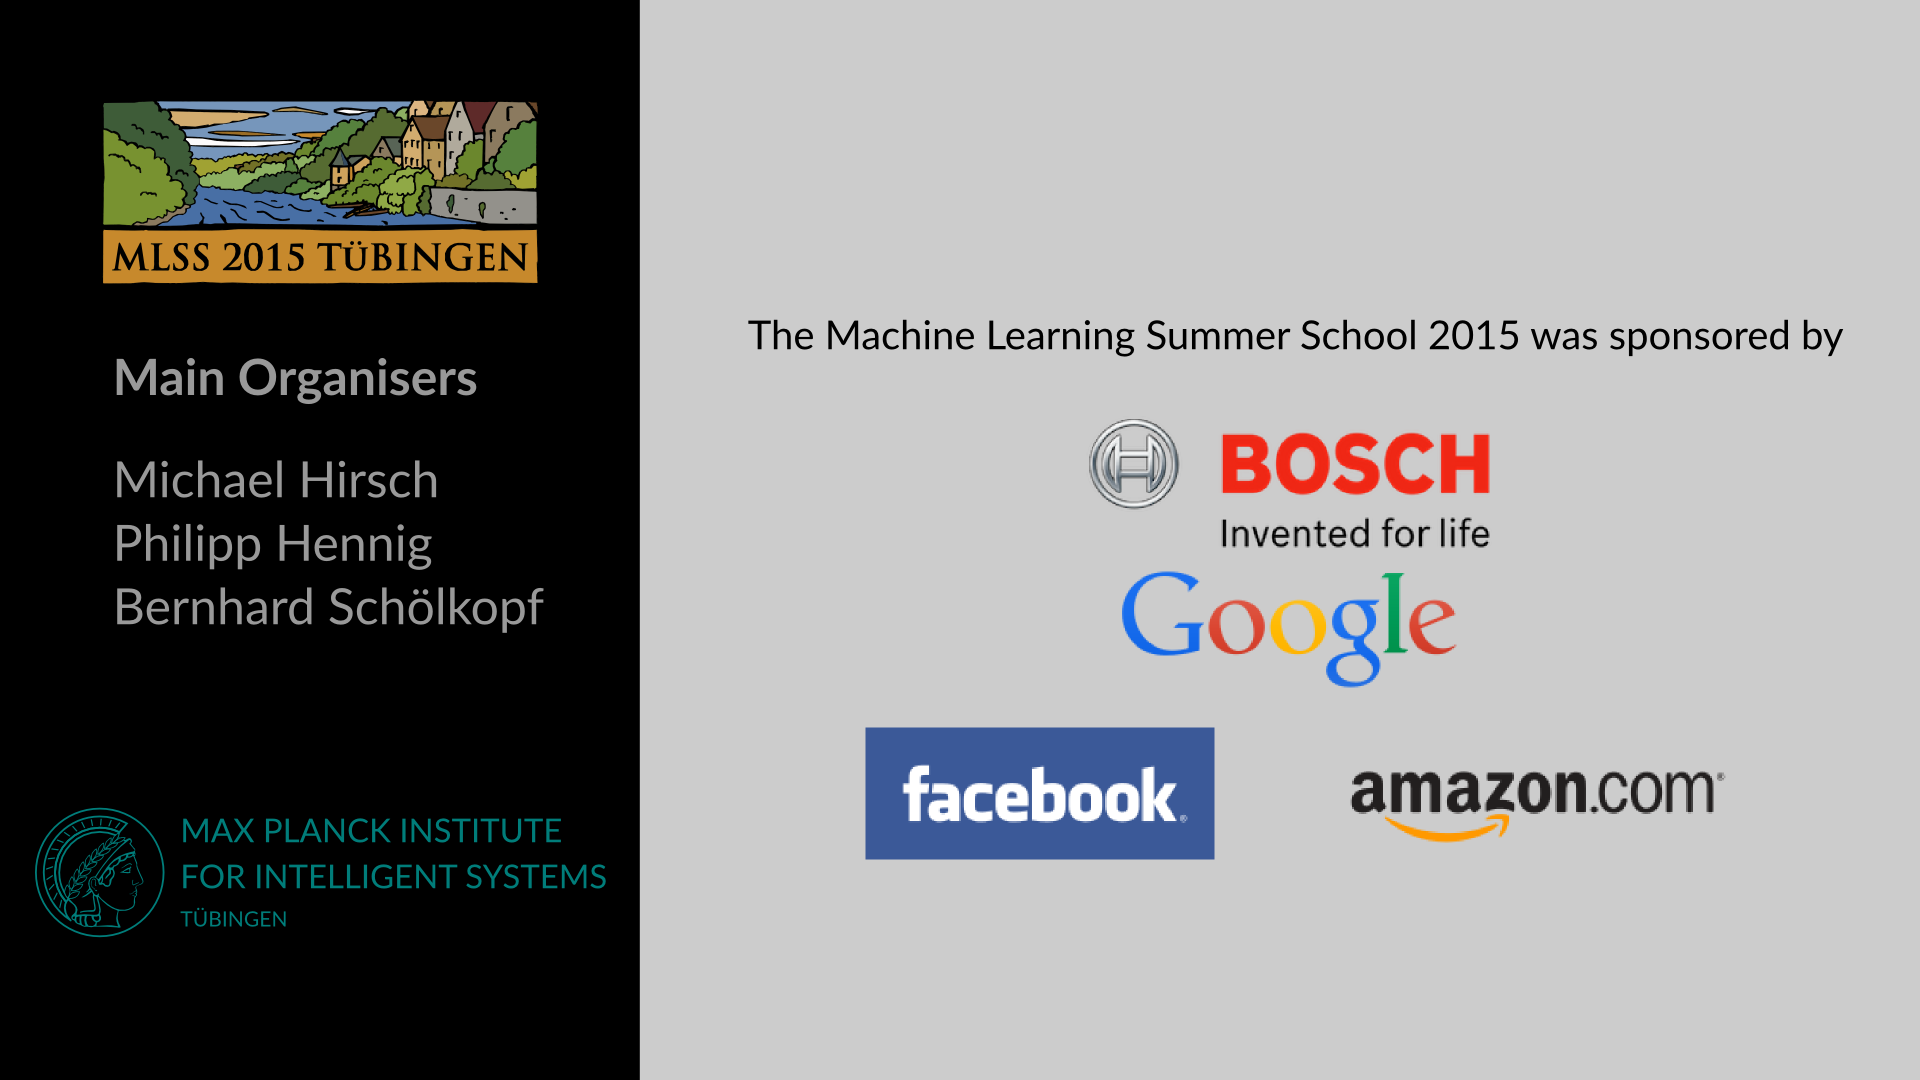 MLSS 2015 TÜBINGEN
Main Organisers
Michael Hirsch
Philipp Hennig
Bernhard Schölkopf
MAX PLANCK INSTITUTE
FOR INTELLIGENT SYSTEMS
TÜBINGEN
The Machine Learning Summer School 2015 was sponsored by
BOSCH
Invented for life
Google
facebook®
amazon.com®